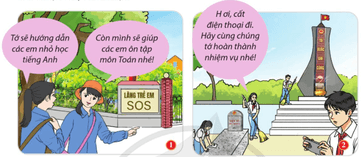 Tớ sẽ hướng dẫn
các em nhỏ học
tiếng Anh
Còn mình sẽ giúp
các em ôn tập
môn Toán nhé!
LÀNG TRẺ EM
SOS
1
H ơi, cất
điện thoại đi.
Hãy cùng chúng
tớ hoàn thành
nhiệm vụ nhé!
2